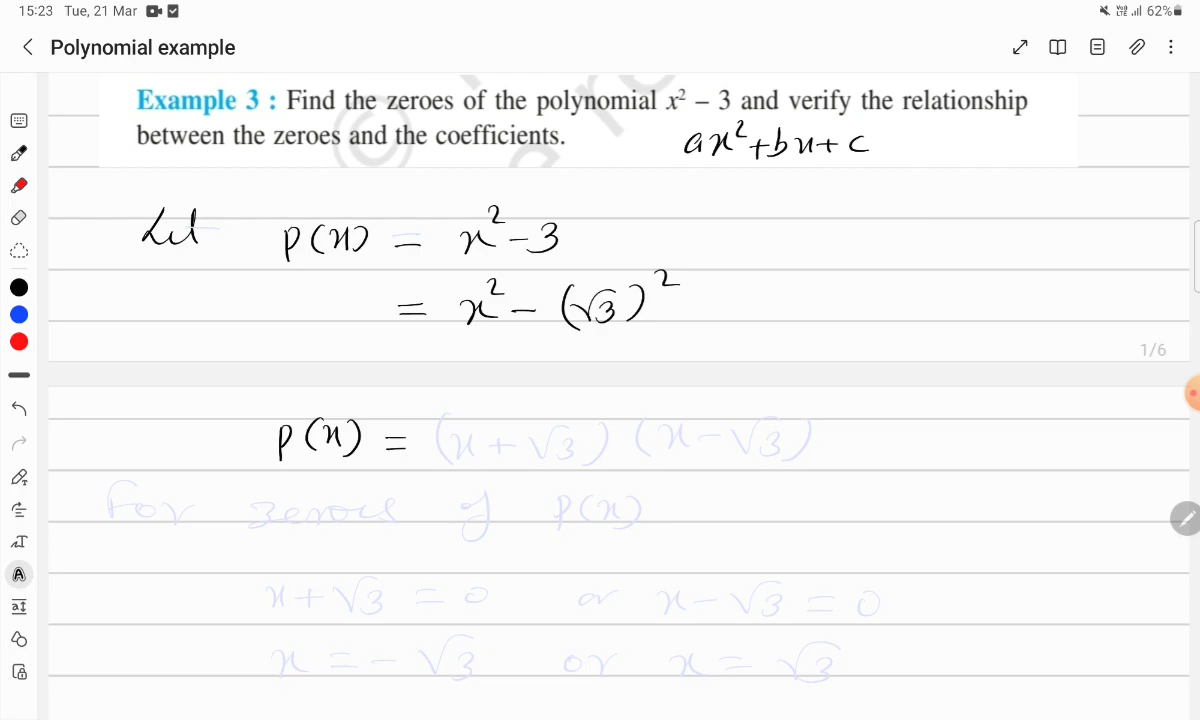 15:23 Tue, 21 Mar 62%
Polynomial example
Example 3 : Find the zeroes of the polynomial x² – 3 and verify the relationship
between the zeroes and the coefficients.
ax²+bx+c
Let p(x) = x²-3
= x² - (√3)²
1/6
p(x) = (x+√3) (x-√3)
For zeroes of p(x)
x+√3 = 0 or x-√3 = 0
x = -√3 or x = √3